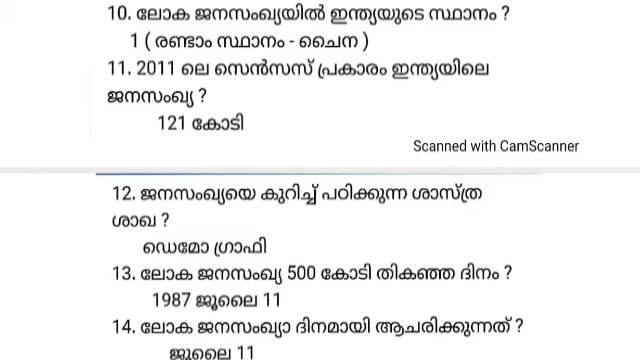 10. ലോക ജനസംഖ്യയിൽ ഇന്ത്യയുടെ സ്ഥാനം ?
1 ( രണ്ടാം സ്ഥാനം - ചൈന )
11. 2011 ലെ സെൻസസ് പ്രകാരം ഇന്ത്യയിലെ
ജനസംഖ്യ ?
121 കോടി
Scanned with CamScanner
12. ജനസംഖ്യയെ കുറിച്ച് പഠിക്കുന്ന ശാസ്ത്ര
ശാഖ ?
ഡെമോ ഗ്രാഫി
13. ലോക ജനസംഖ്യ 500 കോടി തികഞ്ഞ ദിനം ?
1987 ജൂലൈ 11
14. ലോക ജനസംഖ്യാ ദിനമായി ആചരിക്കുന്നത് ?
ജൂലൈ 11